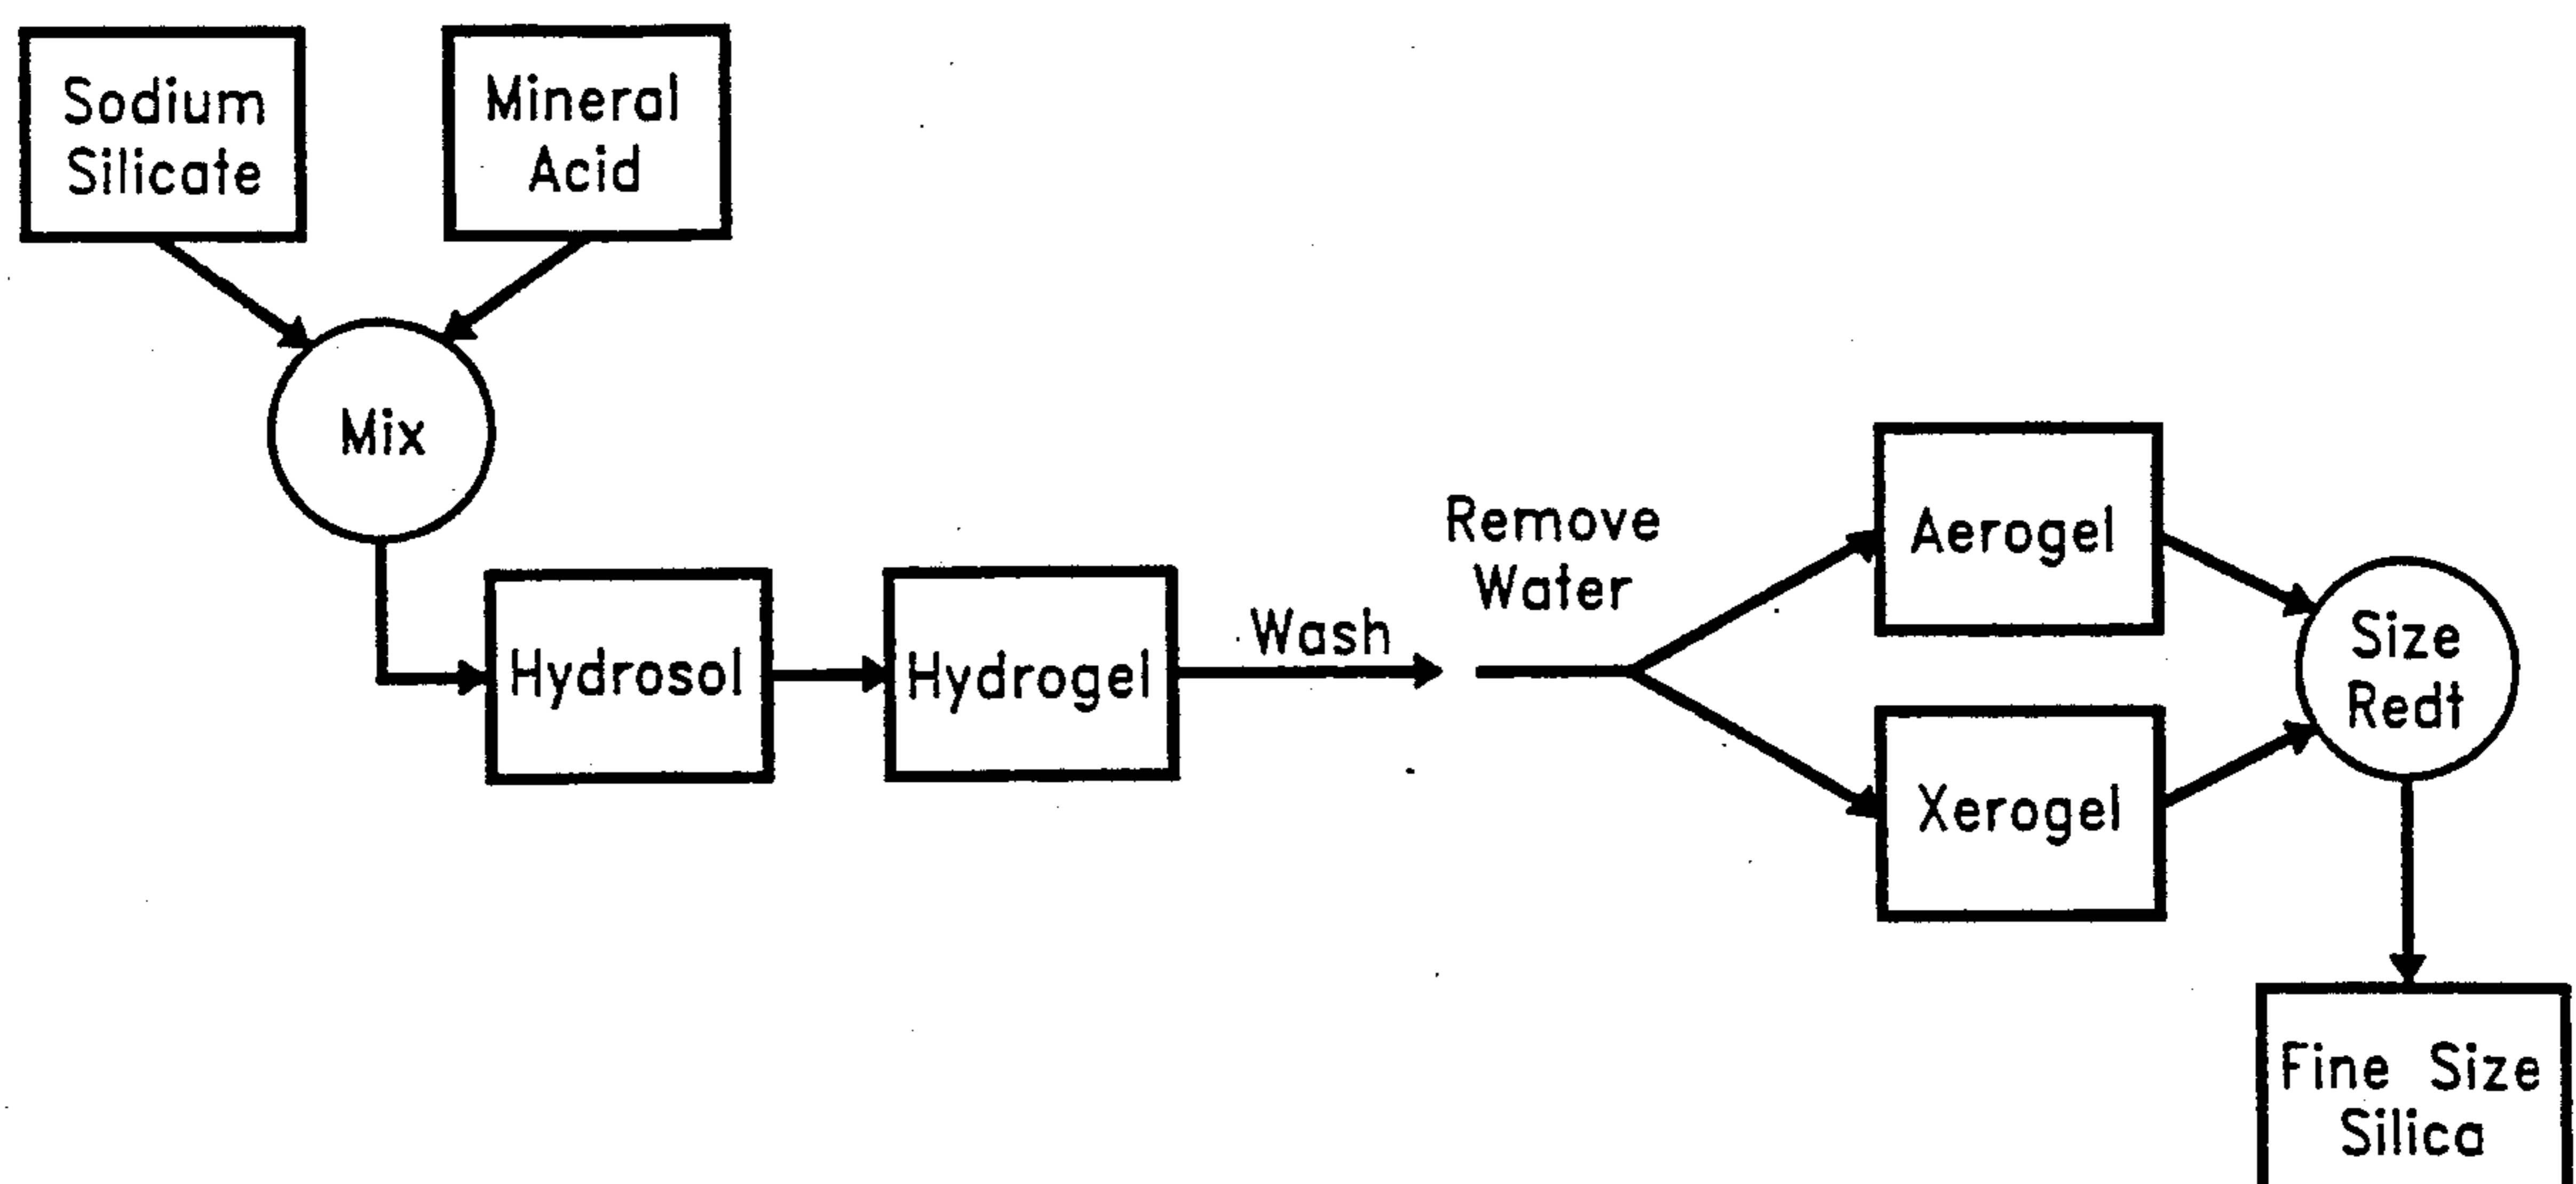 Sodium
Silicate
Mineral
Acid
Mix
Hydrosol
Hydrogel
Wash
Remove
Water
Aerogel
Xerogel
Size
Redt
Fine Size
Silica